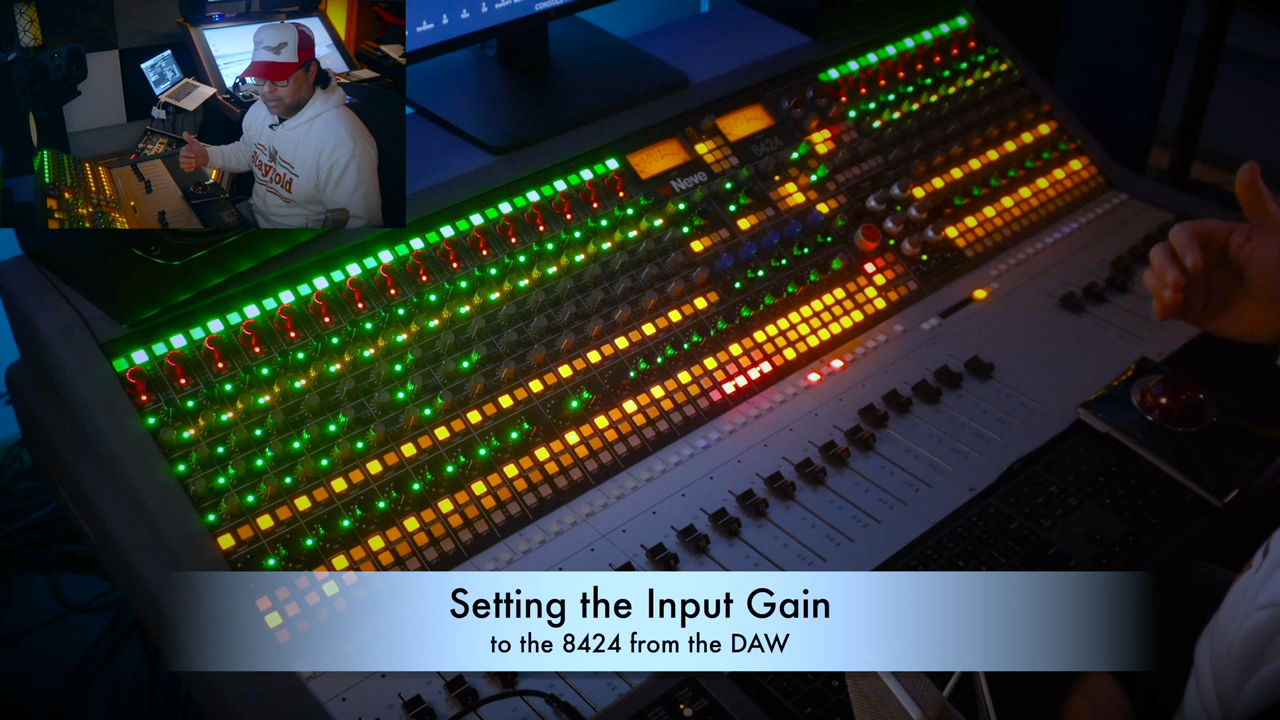 Neve
8424
Setting the Input Gain
to the 8424 from the DAW